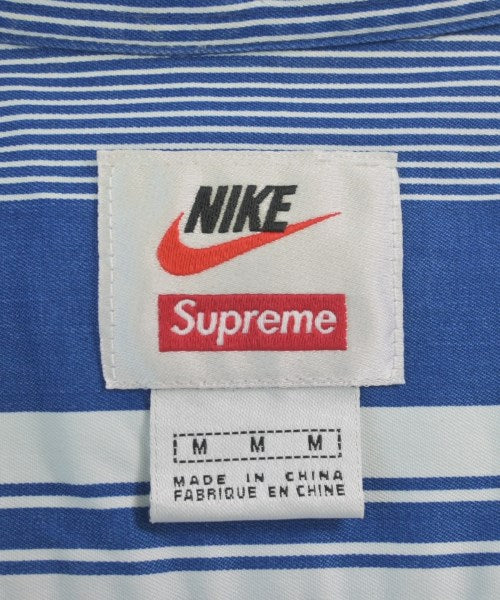 NIKE
Supreme
M M M
MADE IN CHINA
FABRIQUE EN CHINE